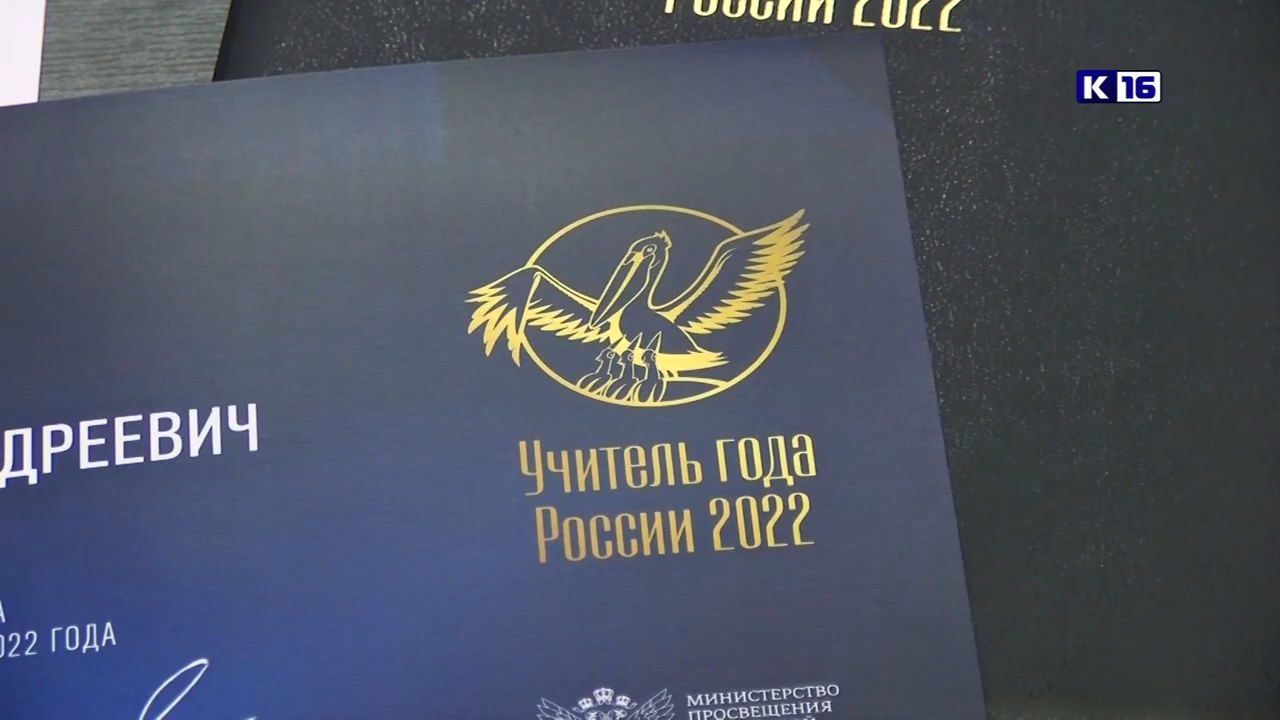 России 2022
К 16
ДРЕЕВИЧ
Учитель года
России 2022
022 ГОДА
МИНИСТЕРСТВО
ПРОСВЕЩЕНИЯ